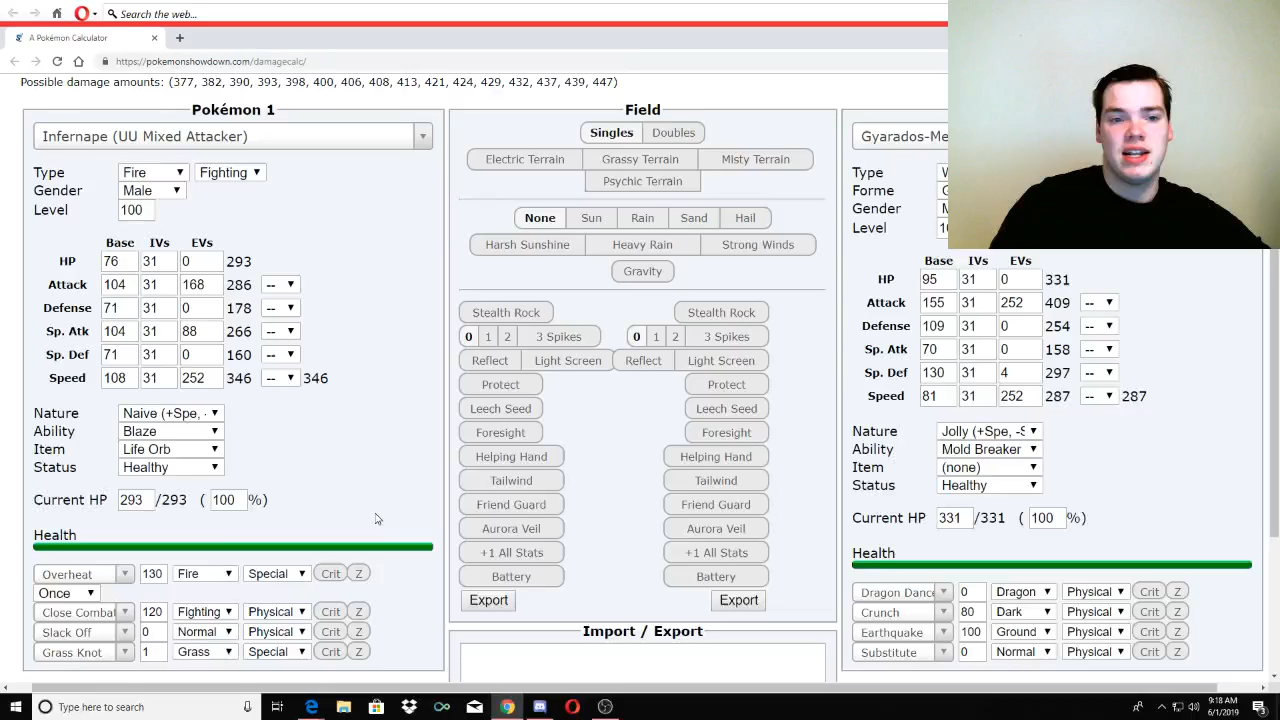 Search the web...
A Pokémon Calculator
https://pokemonshowdown.com/damagecalc/
Possible damage amounts: (377, 382, 390, 393, 398, 400, 406, 408, 413, 421, 424, 429, 432, 437, 439, 447)
Pokémon 1
Infernape (UU Mixed Attacker)
Type Fire Fighting
Gender Male
Level 100
Base IVs EVs
HP 76 31 0 293
Attack 104 31 168 286 --
Defense 71 31 0 178 --
Sp. Atk 104 31 88 266 --
Sp. Def 71 31 0 160 --
Speed 108 31 252 346 -- 346
Nature Naive (+Spe, -
Ability Blaze
Item Life Orb
Status Healthy
Current HP 293 /293 ( 100 %)
Health
Overheat 130 Fire Special Crit Z
Once
Close Combat 120 Fighting Physical Crit Z
Slack Off 0 Normal Physical Crit Z
Grass Knot 1 Grass Special Crit Z
Field
Singles Doubles
Electric Terrain Grassy Terrain Misty Terrain
Psychic Terrain
None Sun Rain Sand Hail
Harsh Sunshine Heavy Rain Strong Winds
Gravity
Stealth Rock Stealth Rock
0 1 2 3 Spikes 0 1 2 3 Spikes
Reflect Light Screen Reflect Light Screen
Protect Protect
Leech Seed Leech Seed
Foresight Foresight
Helping Hand Helping Hand
Tailwind Tailwind
Friend Guard Friend Guard
Aurora Veil Aurora Veil
+1 All Stats +1 All Stats
Battery Battery
Export Export
Import / Export
Gyarados-Me
Type W
Forme G
Gender M
Level 10
Base IVs EVs
HP 95 31 0 331
Attack 155 31 252 409 --
Defense 109 31 0 254 --
Sp. Atk 70 31 0 158 --
Sp. Def 130 31 4 297 --
Speed 81 31 252 287 -- 287
Nature Jolly (+Spe, -S
Ability Mold Breaker
Item (none)
Status Healthy
Current HP 331 /331 ( 100 %)
Health
Dragon Danc 0 Dragon Physical Crit Z
Crunch 80 Dark Physical Crit Z
Earthquake 100 Ground Physical Crit Z
Substitute 0 Normal Physical Crit Z
Type here to search
9:18 AM
6/1/2019